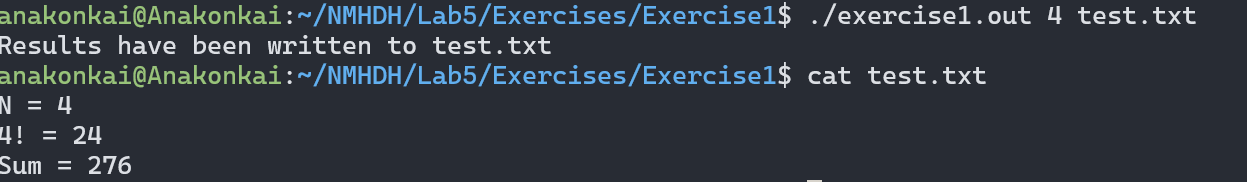 anakonkai@Anakonkai:~/NMHDH/Lab5/Exercises/Exercise1$ ./exercise1.out 4 test.txt
Results have been written to test.txt
anakonkai@Anakonkai:~/NMHDH/Lab5/Exercises/Exercise1$ cat test.txt
N = 4
4! = 24
Sum = 276